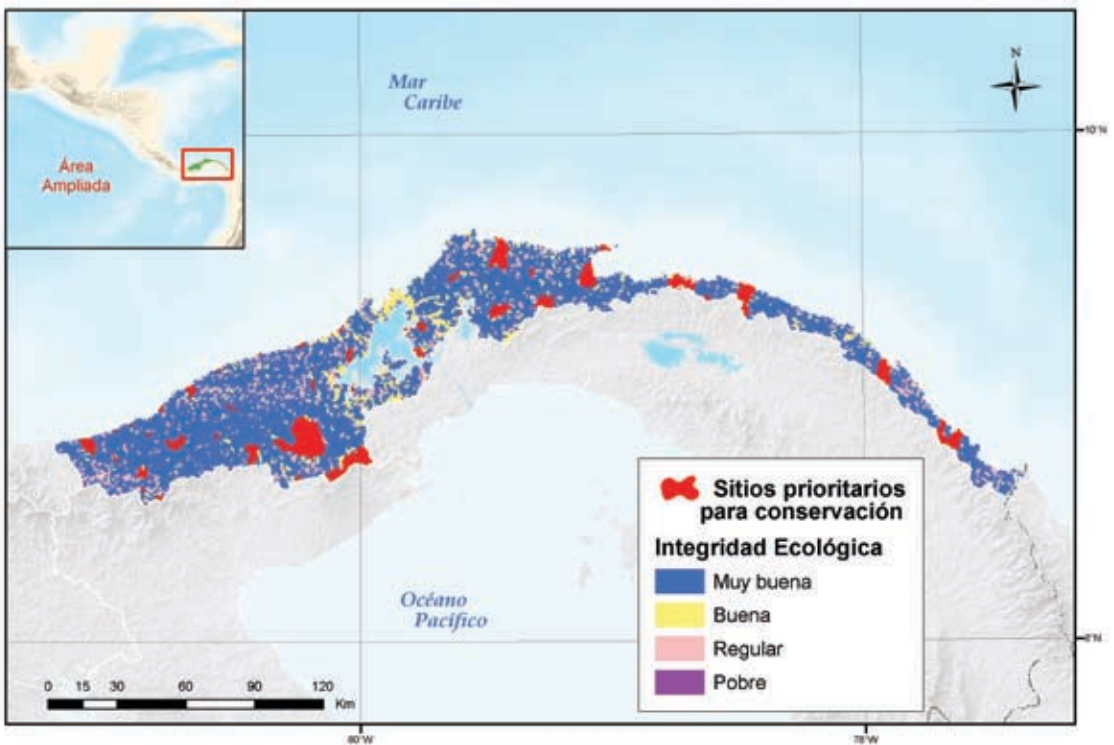 Área
Ampliada
Mar
Caribe
N
10°N
Océano
Pacífico
Sitios prioritarios
para conservación
Integridad Ecológica
Muy buena
Buena
Regular
Pobre
0 15 30 60 90 120
Km
8°N
80°W
78°W